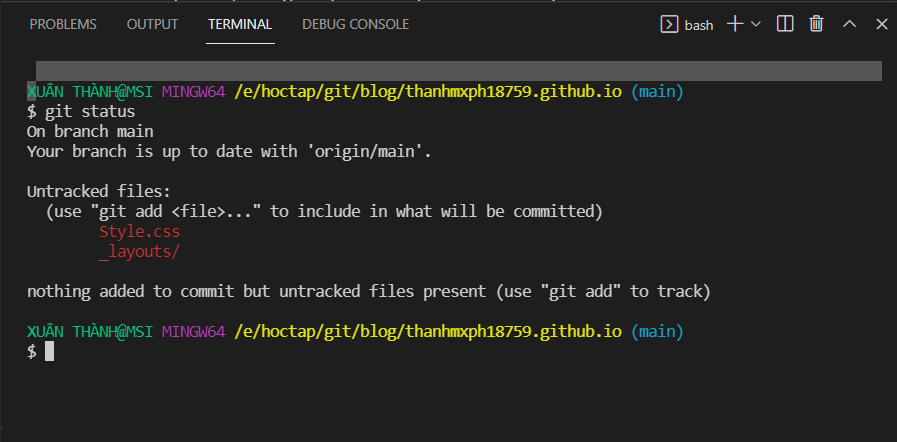 PROBLEMS OUTPUT TERMINAL DEBUG CONSOLE bash
XUÂN THÀNH@MSI MINGW64 /e/hoctap/git/blog/thanhmxph18759.github.io (main)
$ git status
On branch main
Your branch is up to date with 'origin/main'.
Untracked files:
(use "git add <file>..." to include in what will be committed)
Style.css
_layouts/
nothing added to commit but untracked files present (use "git add" to track)
XUÂN THÀNH@MSI MINGW64 /e/hoctap/git/blog/thanhmxph18759.github.io (main)
$